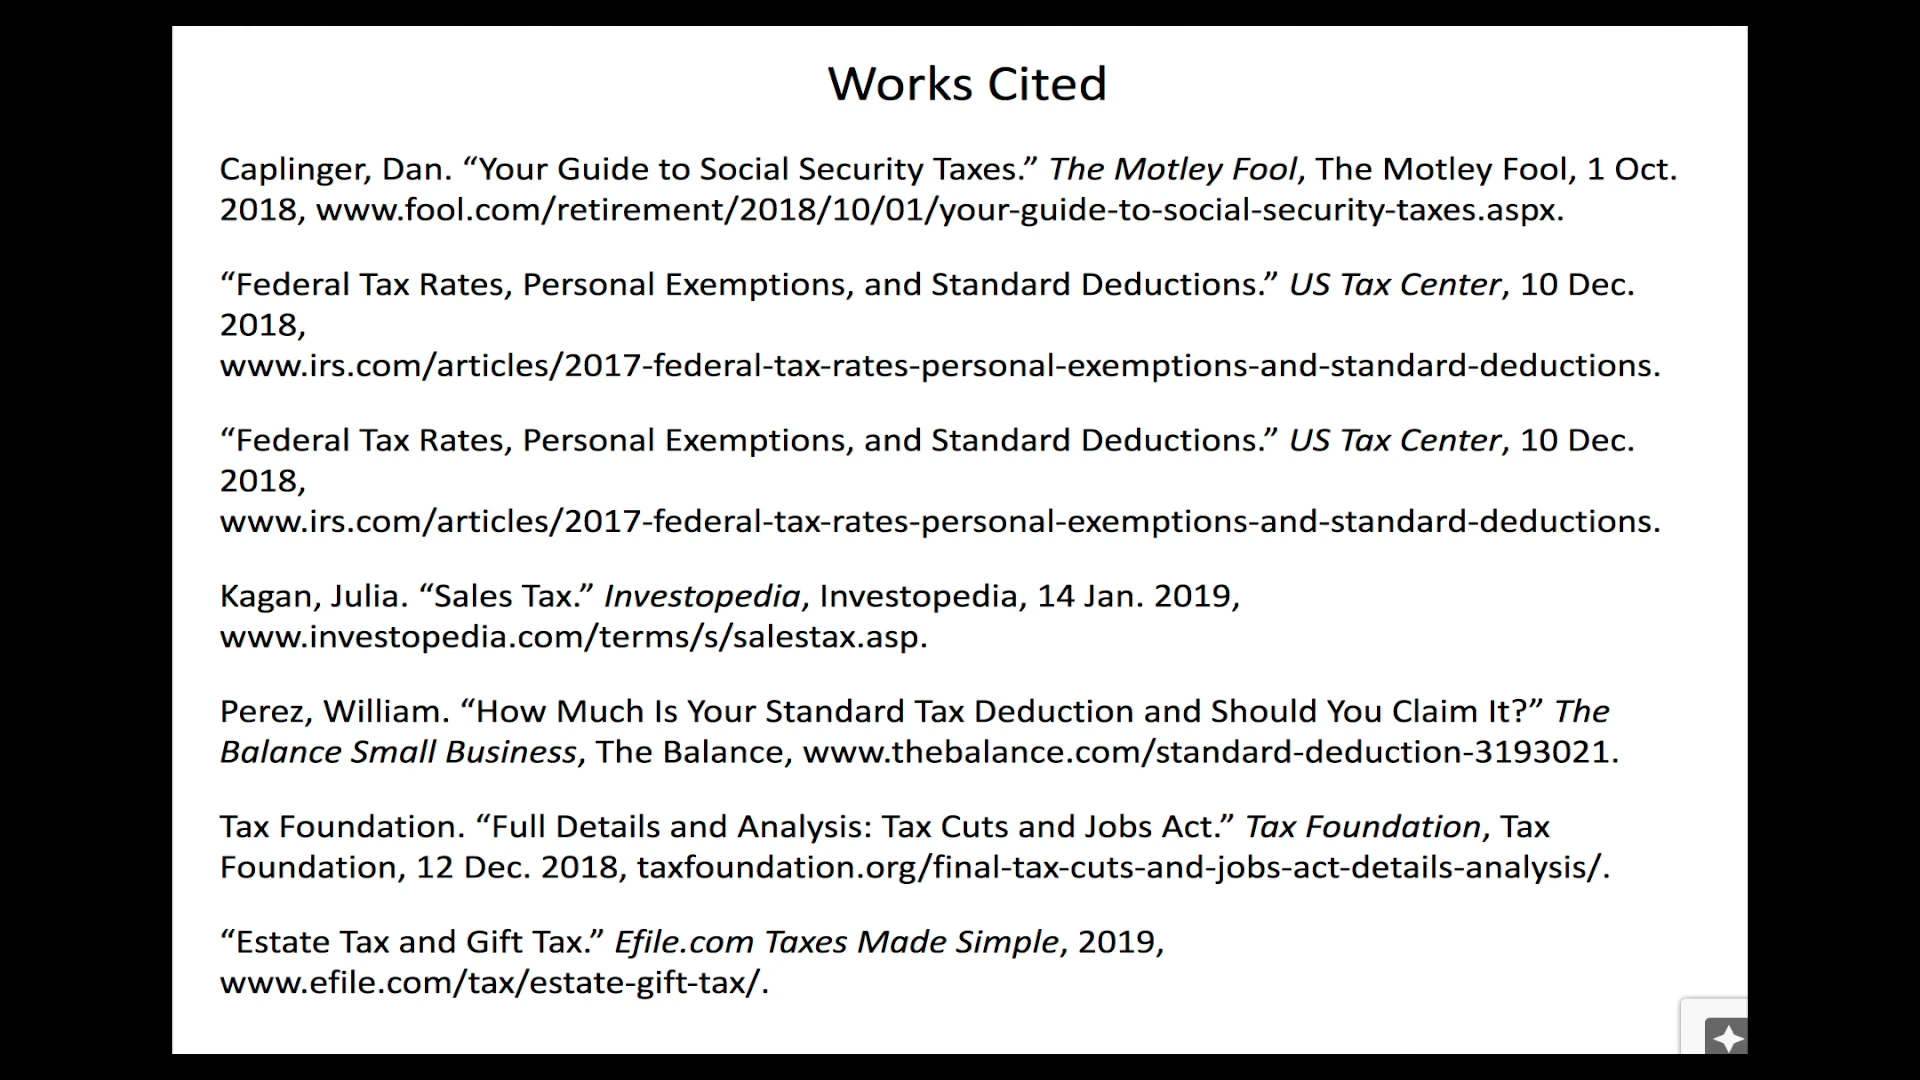 Works Cited
Caplinger, Dan. “Your Guide to Social Security Taxes.” The Motley Fool, The Motley Fool, 1 Oct.
2018, www.fool.com/retirement/2018/10/01/your-guide-to-social-security-taxes.aspx.
“Federal Tax Rates, Personal Exemptions, and Standard Deductions.” US Tax Center, 10 Dec.
2018,
www.irs.com/articles/2017-federal-tax-rates-personal-exemptions-and-standard-deductions.
“Federal Tax Rates, Personal Exemptions, and Standard Deductions.” US Tax Center, 10 Dec.
2018,
www.irs.com/articles/2017-federal-tax-rates-personal-exemptions-and-standard-deductions.
Kagan, Julia. “Sales Tax.” Investopedia, Investopedia, 14 Jan. 2019,
www.investopedia.com/terms/s/salestax.asp.
Perez, William. “How Much Is Your Standard Tax Deduction and Should You Claim It?” The
Balance Small Business, The Balance, www.thebalance.com/standard-deduction-3193021.
Tax Foundation. “Full Details and Analysis: Tax Cuts and Jobs Act.” Tax Foundation, Tax
Foundation, 12 Dec. 2018, taxfoundation.org/final-tax-cuts-and-jobs-act-details-analysis/.
“Estate Tax and Gift Tax.” Efile.com Taxes Made Simple, 2019,
www.efile.com/tax/estate-gift-tax/.